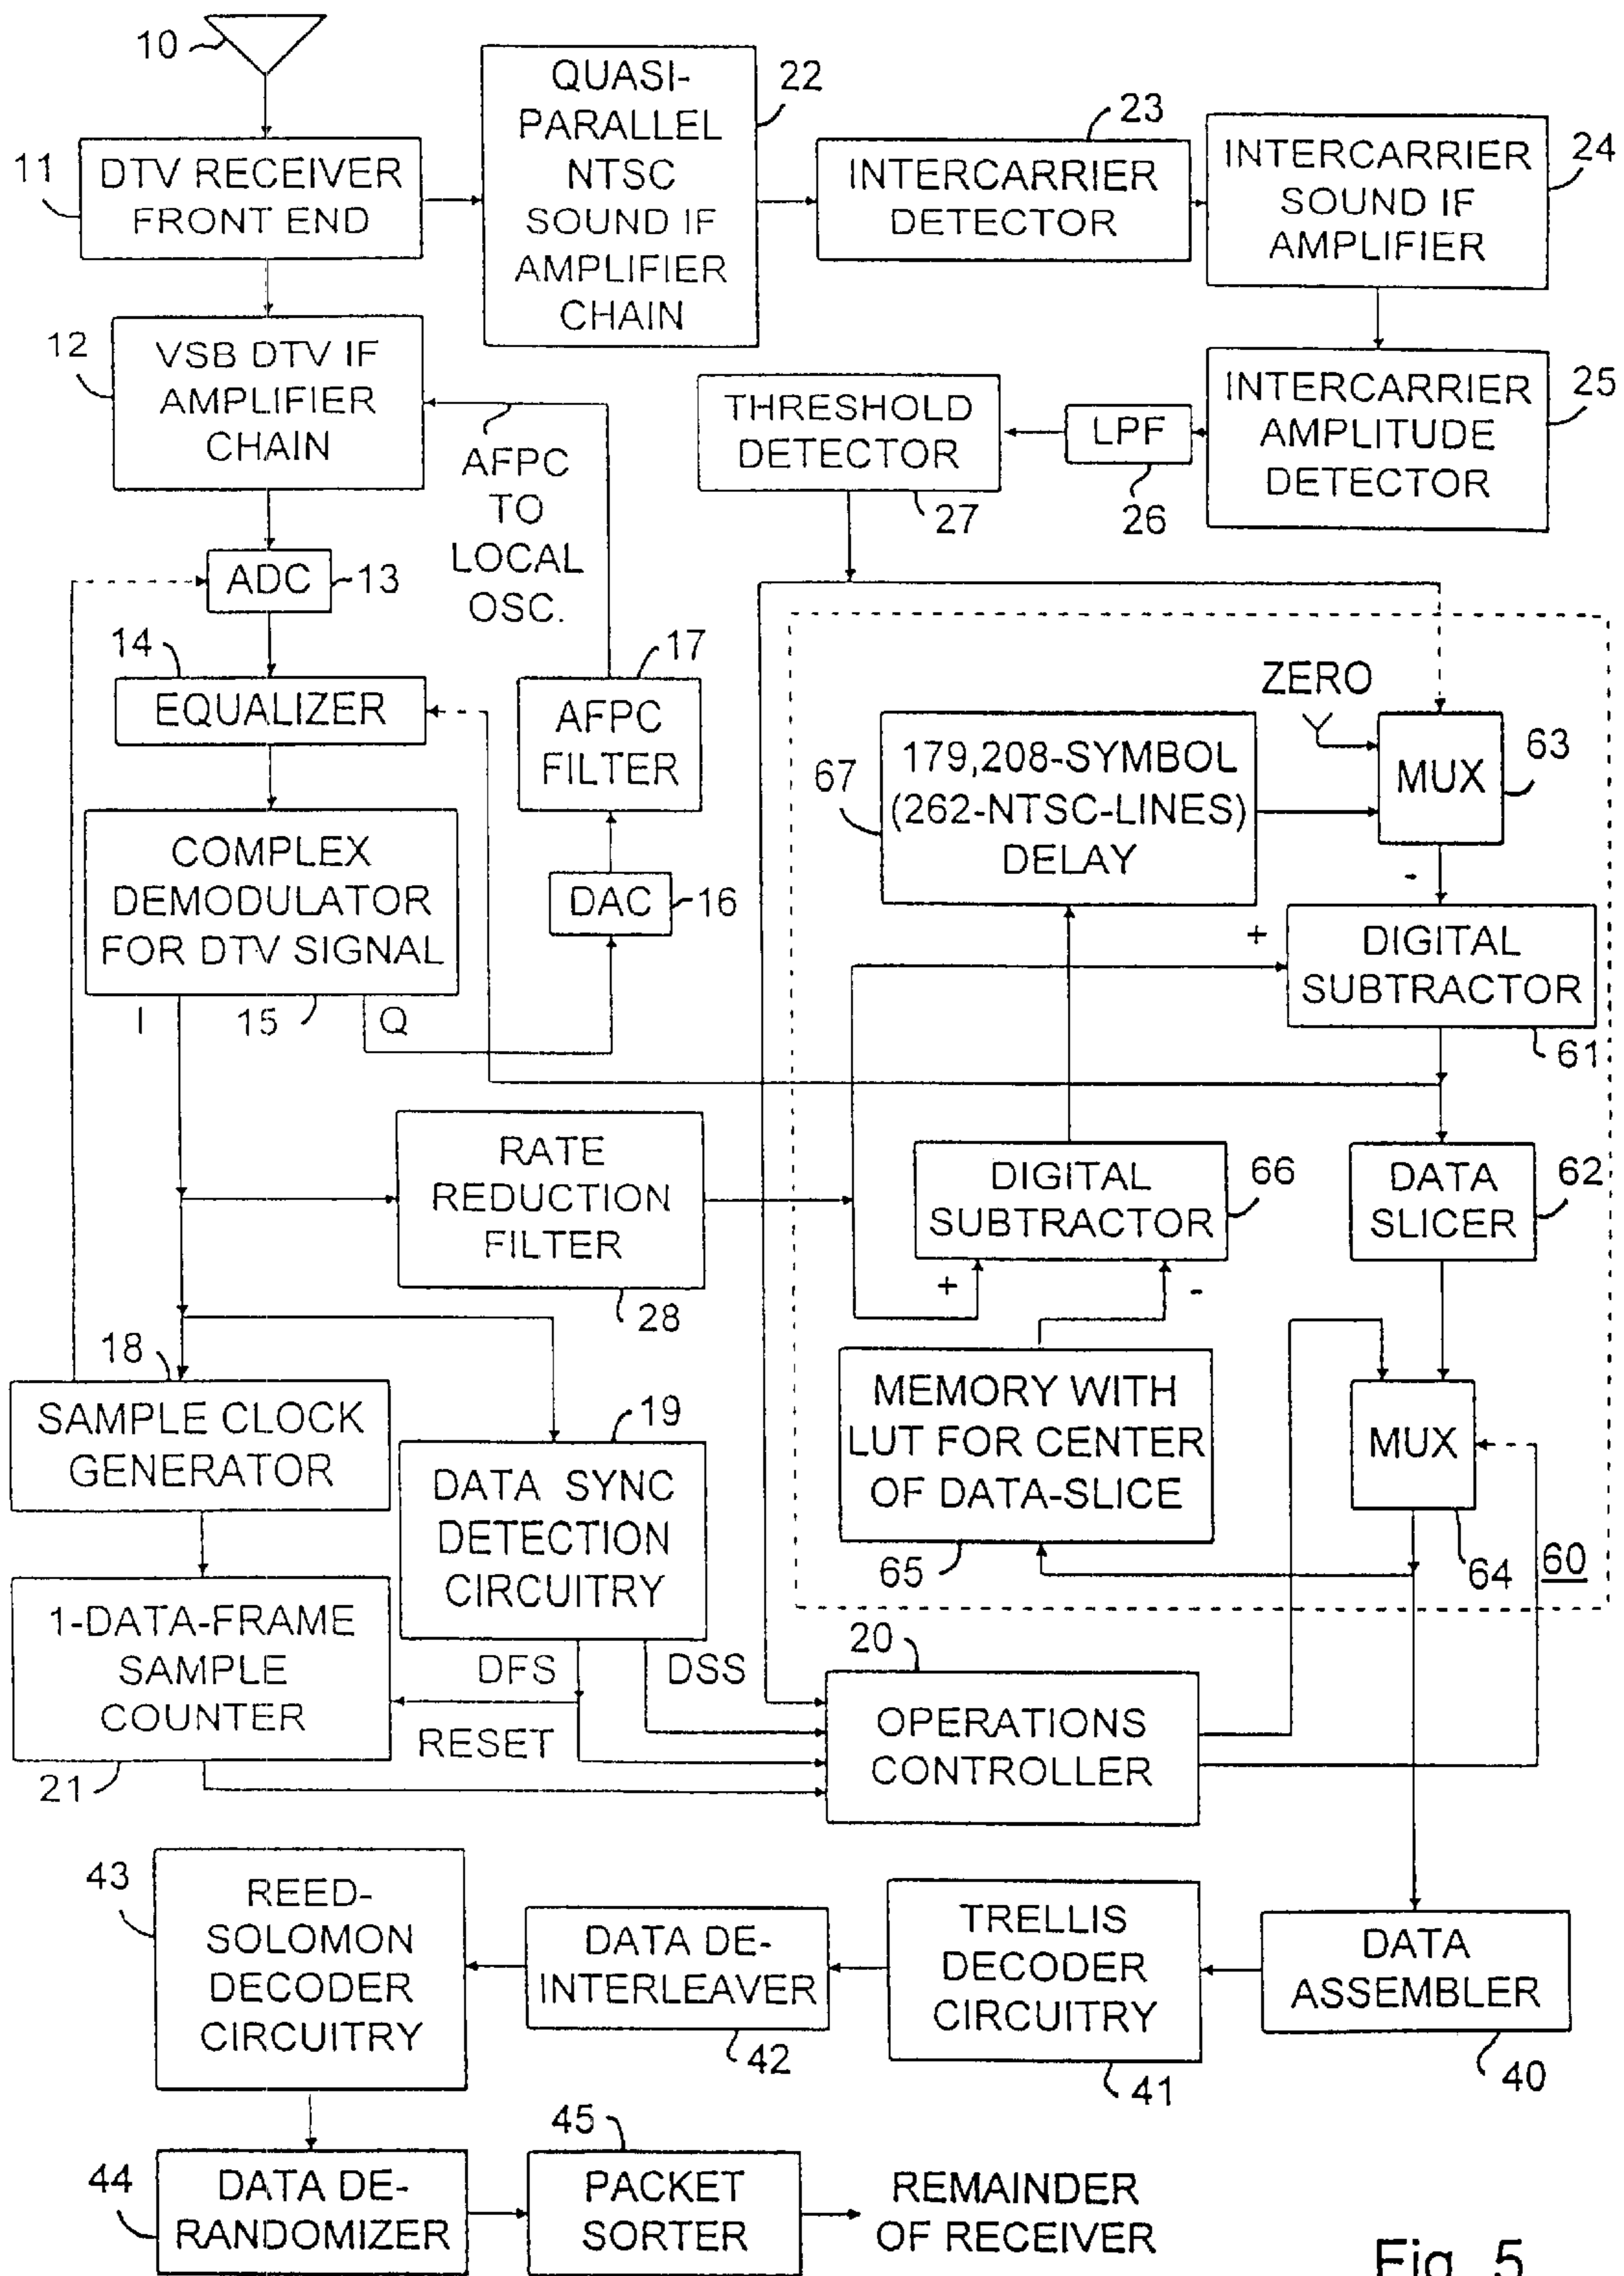 10
QUASI-
PARALLEL
NTSC
SOUND IF
AMPLIFIER
CHAIN
22
11
DTV RECEIVER
FRONT END
23
INTERCARRIER
DETECTOR
INTERCARRIER
SOUND IF
AMPLIFIER
24
12
VSB DTV IF
AMPLIFIER
CHAIN
AFPC
TO
LOCAL
OSC.
THRESHOLD
DETECTOR
27
LPF
26
INTERCARRIER
AMPLITUDE
DETECTOR
25
ADC
13
14
EQUALIZER
17
AFPC
FILTER
ZERO
MUX
63
67
179,208-SYMBOL
(262-NTSC-LINES)
DELAY
COMPLEX
DEMODULATOR
FOR DTV SIGNAL
DAC
16
-
+
DIGITAL
SUBTRACTOR
61
I
15
Q
RATE
REDUCTION
FILTER
28
DIGITAL
SUBTRACTOR
66
DATA
SLICER
62
+
-
18
SAMPLE CLOCK
GENERATOR
19
DATA SYNC
DETECTION
CIRCUITRY
MEMORY WITH
LUT FOR CENTER
OF DATA-SLICE
65
MUX
64
60
1-DATA-FRAME
SAMPLE
COUNTER
21
DFS
DSS
RESET
20
OPERATIONS
CONTROLLER
43
REED-
SOLOMON
DECODER
CIRCUITRY
DATA DE-
INTERLEAVER
42
TRELLIS
DECODER
CIRCUITRY
41
DATA
ASSEMBLER
40
44
DATA DE-
RANDOMIZER
45
PACKET
SORTER
REMAINDER
OF RECEIVER
Fig. 5